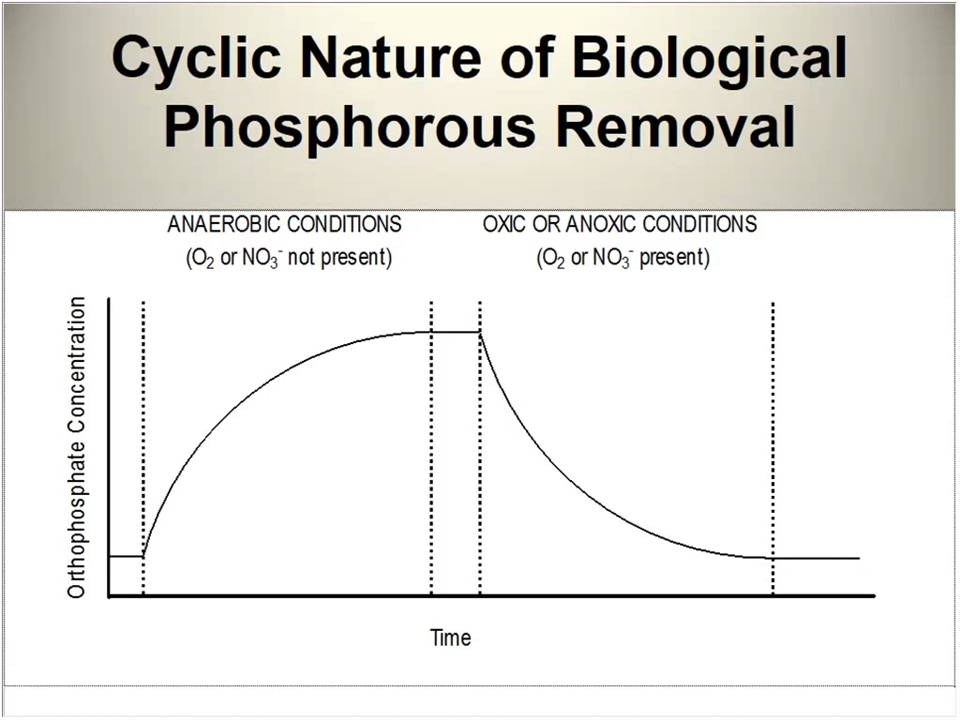 Cyclic Nature of Biological
Phosphorous Removal
ANAEROBIC CONDITIONS
(O₂ or NO₃⁻ not present)
OXIC OR ANOXIC CONDITIONS
(O₂ or NO₃⁻ present)
Orthophosphate Concentration
Time